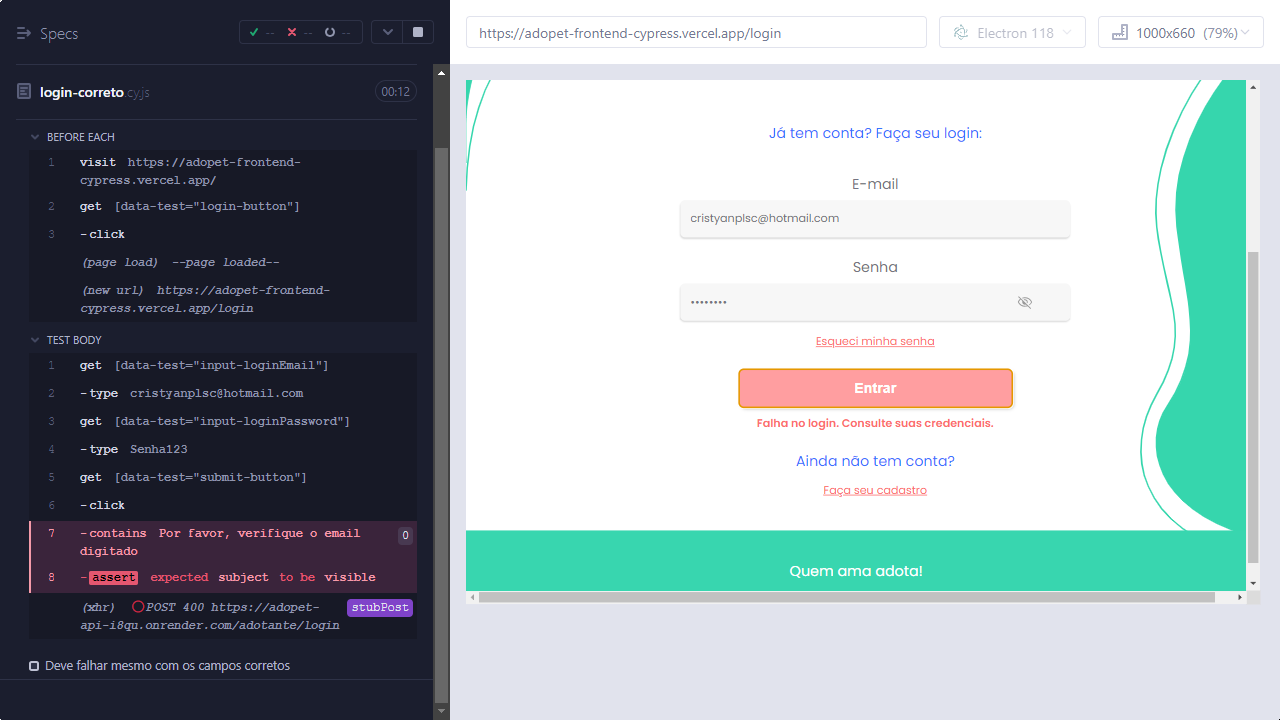 Specs
--
--
--
login-correto.cy.js
00:12
BEFORE EACH
1 visit https://adopet-frontend-
cypress.vercel.app/
2 get [data-test="login-button"]
3 -click
(page load) --page loaded--
(new url) https://adopet-frontend-
cypress.vercel.app/login
TEST BODY
1 get [data-test="input-loginEmail"]
2 -type cristyanplsc@hotmail.com
3 get [data-test="input-loginPassword"]
4 -type Senha123
5 get [data-test="submit-button"]
6 -click
7 -contains Por favor, verifique o email 0
digitado
8 -assert expected subject to be visible
(xhr) POST 400 https://adopet- stubPost
api-i8qu.onrender.com/adotante/login
Deve falhar mesmo com os campos corretos
https://adopet-frontend-cypress.vercel.app/login
Electron 118
1000x660 (79%)
Já tem conta? Faça seu login:
E-mail
cristyanplsc@hotmail.com
Senha
••••••••
Esqueci minha senha
Entrar
Falha no login. Consulte suas credenciais.
Ainda não tem conta?
Faça seu cadastro
Quem ama adota!